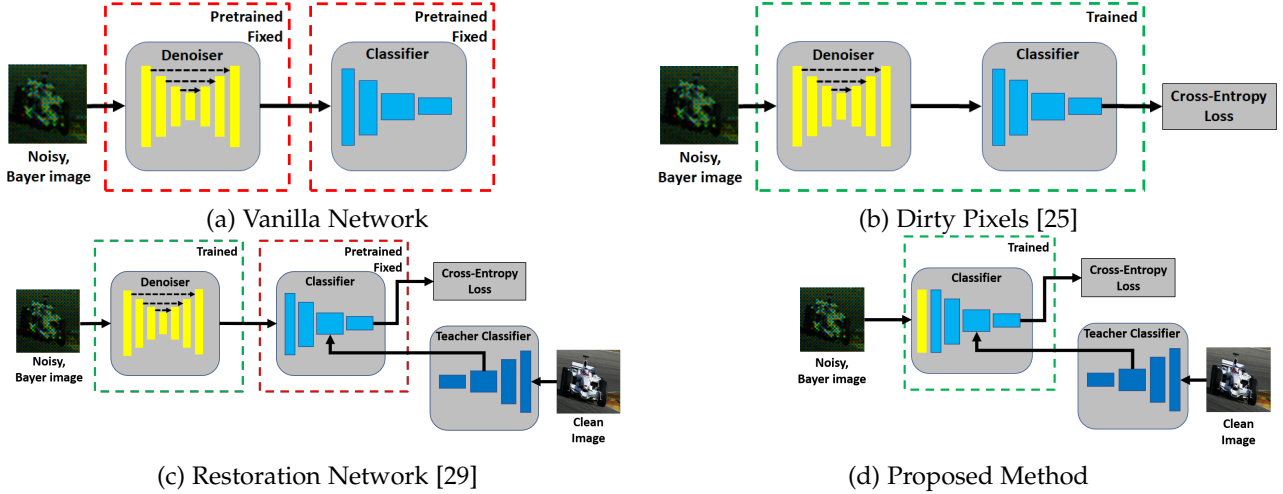 Pretrained
Fixed
Denoiser
Noisy,
Bayer image
Pretrained
Fixed
Classifier
(a) Vanilla Network
Trained
Denoiser
Classifier
Noisy,
Bayer image
Cross-Entropy
Loss
(b) Dirty Pixels [25]
Trained
Denoiser
Noisy,
Bayer image
Pretrained
Fixed
Classifier
Cross-Entropy
Loss
Teacher Classifier
Clean
Image
(c) Restoration Network [29]
Trained
Classifier
Noisy,
Bayer image
Cross-Entropy
Loss
Teacher Classifier
Clean
Image
(d) Proposed Method